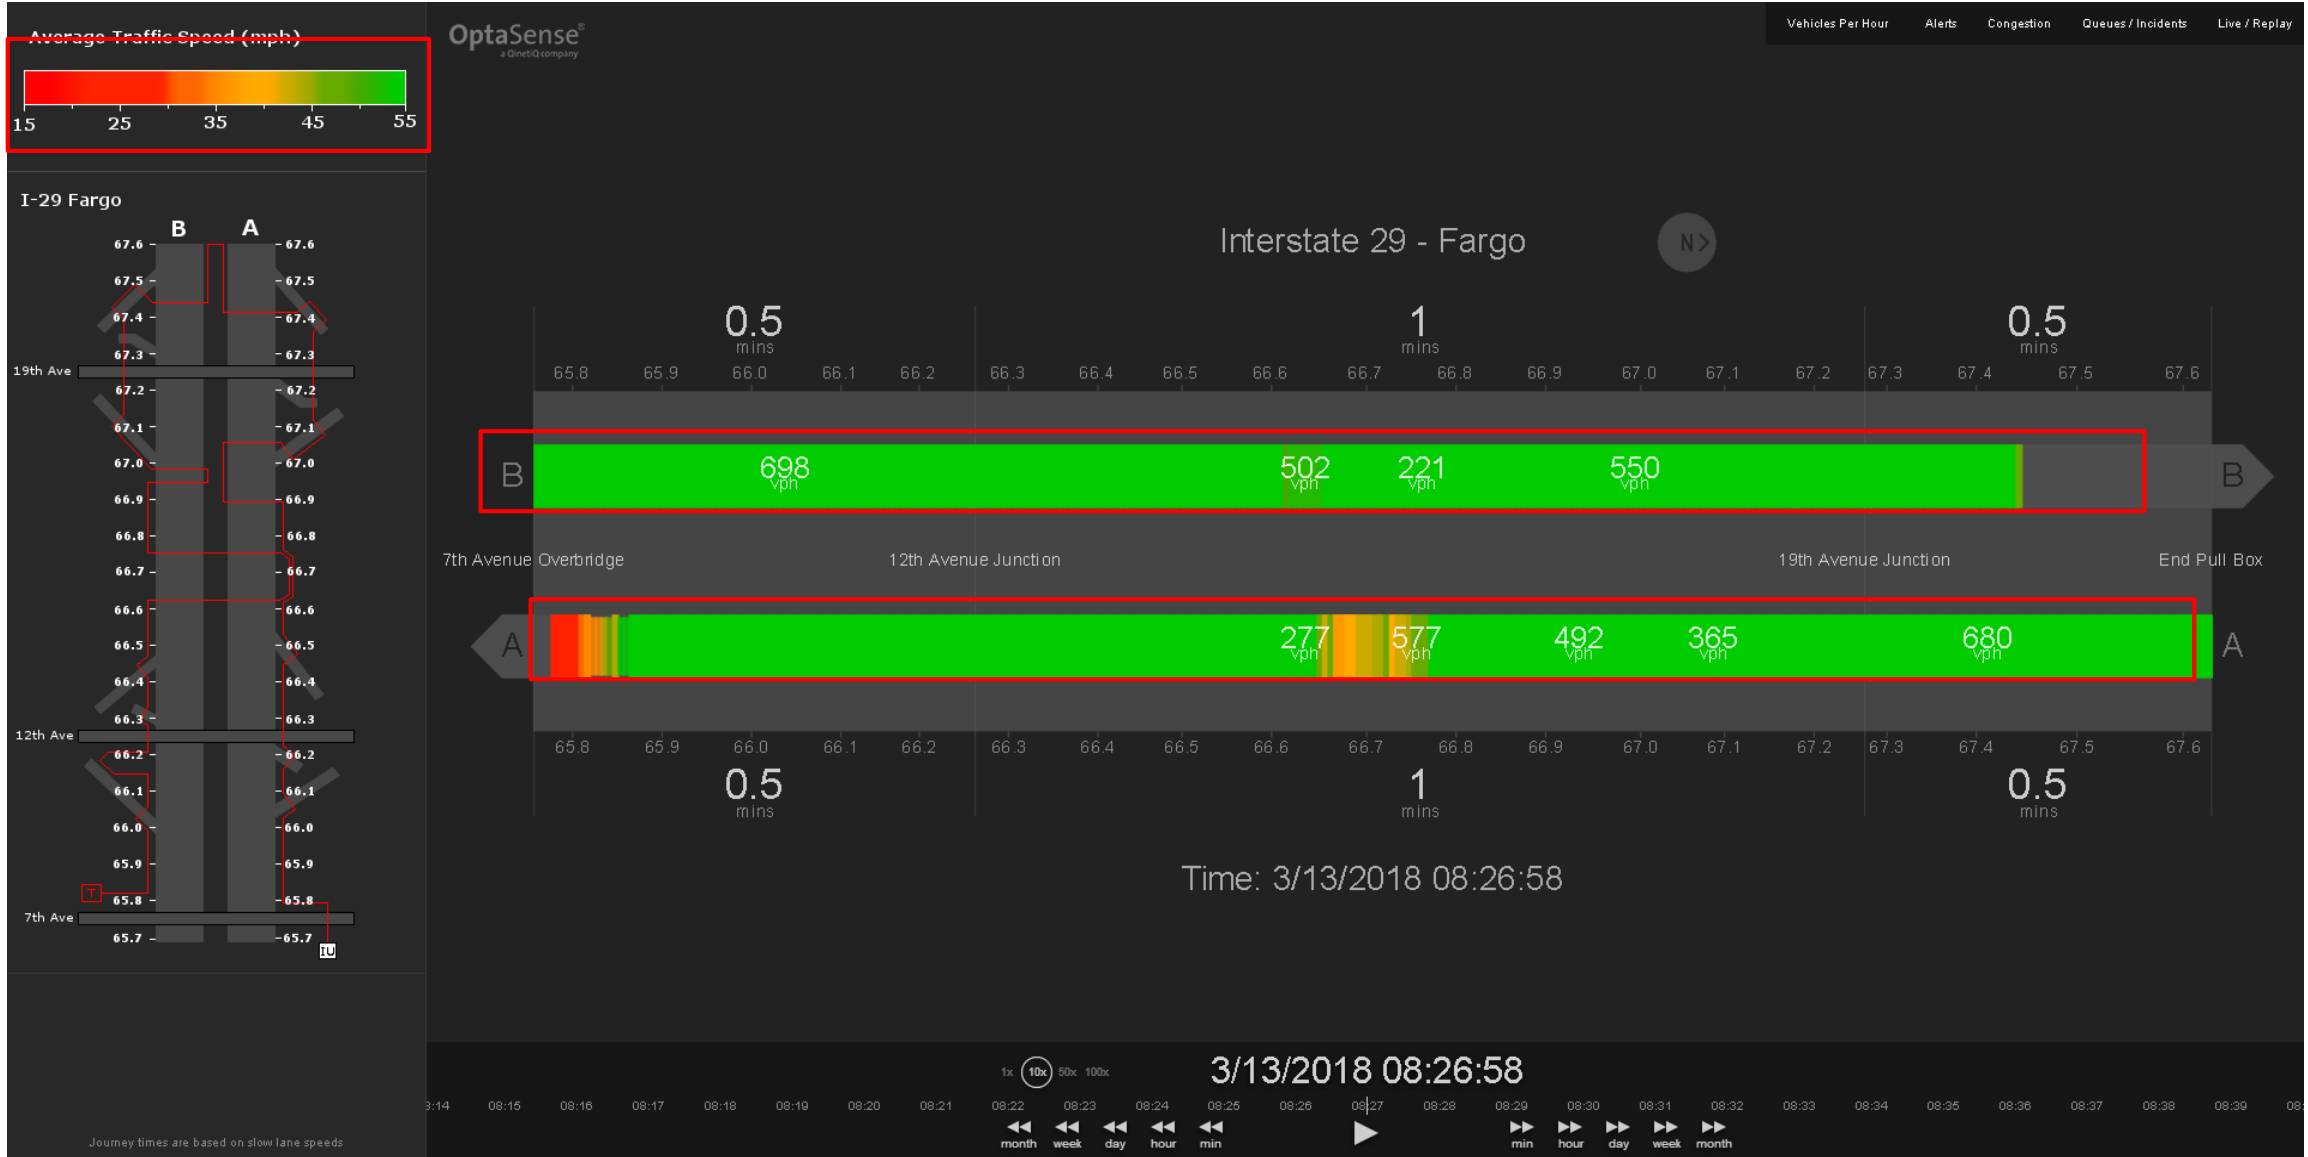 Average Traffic Speed (mph)
15 25 35 45 55
I-29 Fargo
B A
67.6 67.6
67.5 67.5
67.4 67.4
67.3 67.3
19th Ave
67.2 67.2
67.1 67.1
67.0 67.0
66.9 66.9
66.8 66.8
66.7 66.7
66.6 66.6
66.5 66.5
66.4 66.4
66.3 66.3
12th Ave
66.2 66.2
66.1 66.1
66.0 66.0
65.9 65.9
T
65.8 65.8
7th Ave
65.7 65.7
IU
Journey times are based on slow lane speeds
OptaSense®
a QinetiQ company
Vehicles Per Hour Alerts Congestion Queues / Incidents Live / Replay
Interstate 29 - Fargo N>
0.5 1 0.5
mins mins mins
65.8 65.9 66.0 66.1 66.2 66.3 66.4 66.5 66.6 66.7 66.8 66.9 67.0 67.1 67.2 67.3 67.4 67.5 67.6
B 698 502 221 550 B
vph vph vph vph
7th Avenue Overbridge 12th Avenue Junction 19th Avenue Junction End Pull Box
A 277 577 492 365 680 A
vph vph vph vph vph
65.8 65.9 66.0 66.1 66.2 66.3 66.4 66.5 66.6 66.7 66.8 66.9 67.0 67.1 67.2 67.3 67.4 67.5 67.6
0.5 1 0.5
mins mins mins
Time: 3/13/2018 08:26:58
1x 10x 50x 100x 3/13/2018 08:26:58
8:14 08:15 08:16 08:17 08:18 08:19 08:20 08:21 08:22 08:23 08:24 08:25 08:26 08:27 08:28 08:29 08:30 08:31 08:32 08:33 08:34 08:35 08:36 08:37 08:38 08:39 08:
month week day hour min min hour day week month